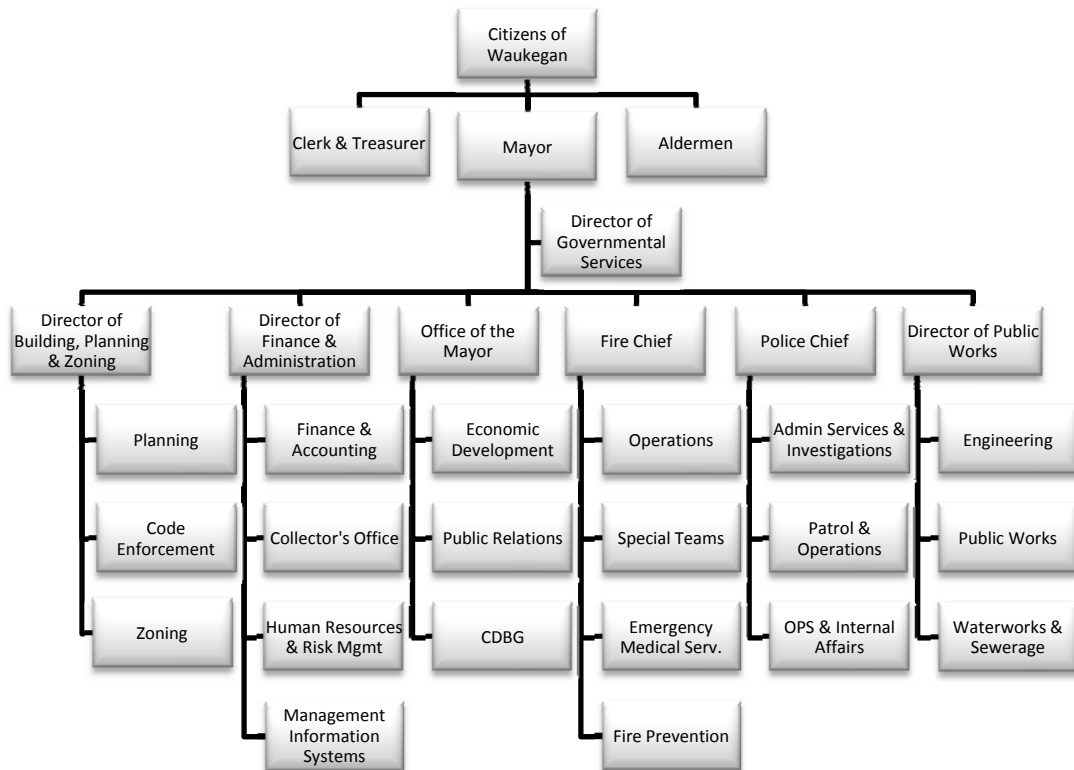 Citizens of
Waukegan
Clerk & Treasurer
Mayor
Aldermen
Director of
Governmental
Services
Director of
Building, Planning
& Zoning
Director of
Finance &
Administration
Office of the
Mayor
Fire Chief
Police Chief
Director of Public
Works
Planning
Code
Enforcement
Zoning
Finance &
Accounting
Collector's Office
Human Resources
& Risk Mgmt
Management
Information
Systems
Economic
Development
Public Relations
CDBG
Operations
Special Teams
Emergency
Medical Serv.
Fire Prevention
Admin Services &
Investigations
Patrol &
Operations
OPS & Internal
Affairs
Engineering
Public Works
Waterworks &
Sewerage